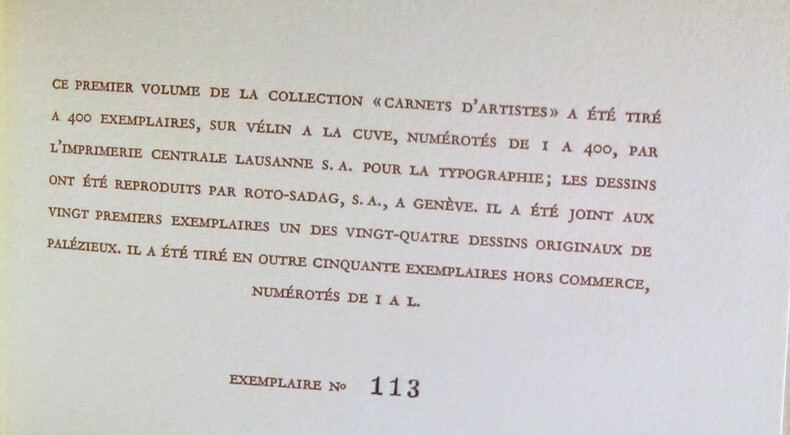 CE PREMIER VOLUME DE LA COLLECTION «CARNETS D'ARTISTES» A ÉTÉ TIRÉ
A 400 EXEMPLAIRES, SUR VÉLIN A LA CUVE, NUMÉROTÉS DE 1 A 400, PAR
L'IMPRIMERIE CENTRALE LAUSANNE S.A. POUR LA TYPOGRAPHIE; LES DESSINS
ONT ÉTÉ REPRODUITS PAR ROTO-SADAG, S.A., A GENÈVE. IL A ÉTÉ JOINT AUX
VINGT PREMIERS EXEMPLAIRES UN DES VINGT-QUATRE DESSINS ORIGINAUX DE
PALÉZIEUX. IL A ÉTÉ TIRÉ EN OUTRE CINQUANTE EXEMPLAIRES HORS COMMERCE,
NUMÉROTÉS DE I A L.
EXEMPLAIRE Nº 113